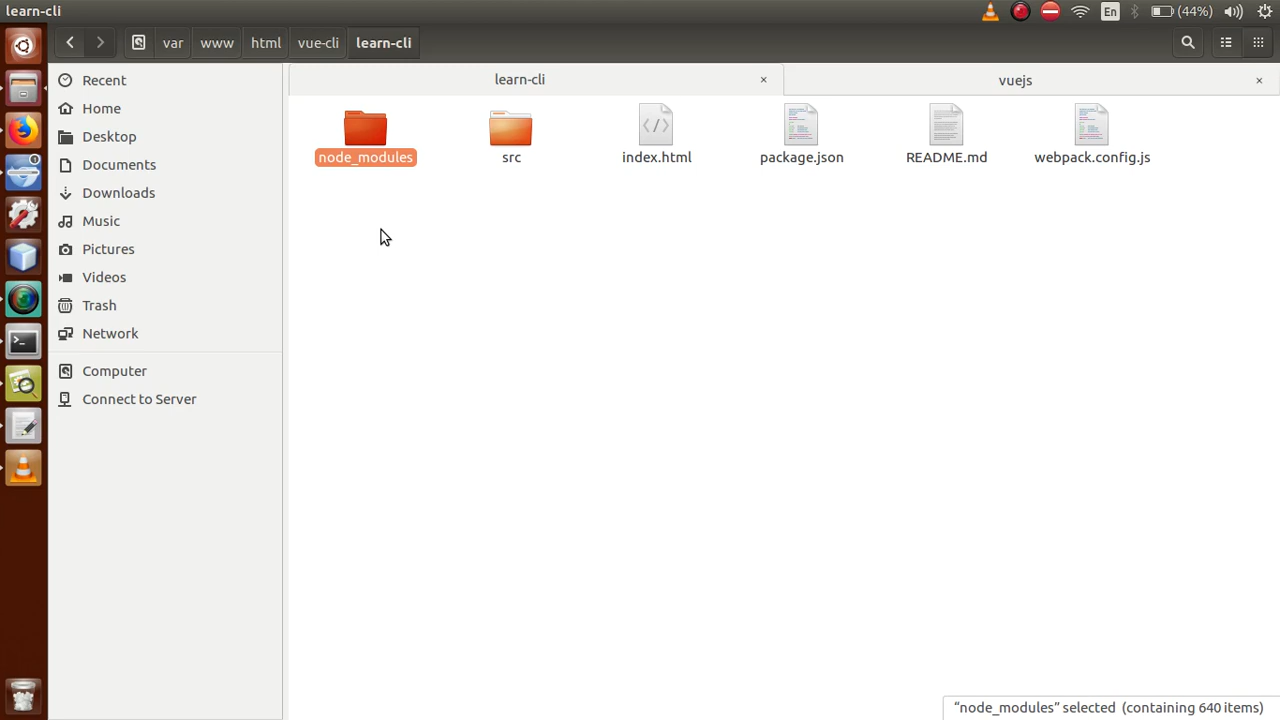 learn-cli
En
(44%)
var www html vue-cli learn-cli
learn-cli
vuejs
Recent
Home
Desktop
Documents
Downloads
Music
Pictures
Videos
Trash
Network
Computer
Connect to Server
node_modules
src
index.html
package.json
README.md
webpack.config.js
“node_modules” selected (containing 640 items)